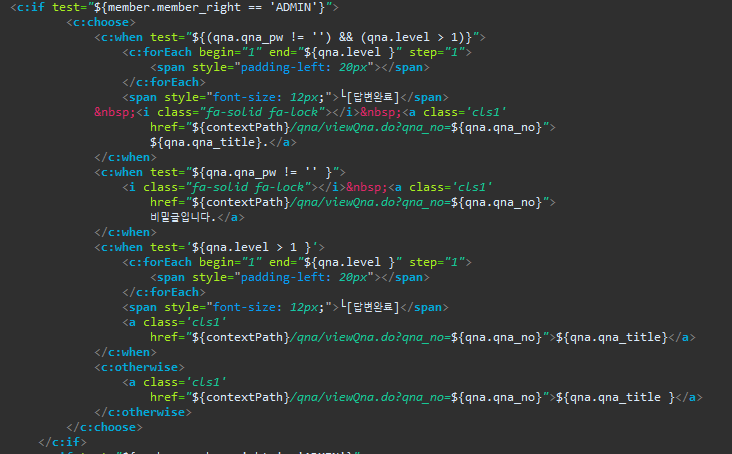 <c:if test="${member.member_right == 'ADMIN'}">
<c:choose>
<c:when test="${(qna.qna_pw != '') && (qna.level > 1)}">
<c:forEach begin="1" end="${qna.level }" step="1">
<span style="padding-left: 20px"></span>
</c:forEach>
<span style="font-size: 12px;">└[답변완료]</span>
&nbsp;<i class="fa-solid fa-lock"></i>&nbsp;<a class='cls1'
href="${contextPath}/qna/viewQna.do?qna_no=${qna.qna_no}">
${qna.qna_title}.</a>
</c:when>
<c:when test="${qna.qna_pw != '' }">
<i class="fa-solid fa-lock"></i>&nbsp;<a class='cls1'
href="${contextPath}/qna/viewQna.do?qna_no=${qna.qna_no}">
비밀글입니다.</a>
</c:when>
<c:when test='${qna.level > 1 }'>
<c:forEach begin="1" end="${qna.level }" step="1">
<span style="padding-left: 20px"></span>
</c:forEach>
<span style="font-size: 12px;">└[답변완료]</span>
<a class='cls1'
href="${contextPath}/qna/viewQna.do?qna_no=${qna.qna_no}">${qna.qna_title}</a>
</c:when>
<c:otherwise>
<a class='cls1'
href="${contextPath}/qna/viewQna.do?qna_no=${qna.qna_no}">${qna.qna_title }</a>
</c:otherwise>
</c:choose>
</c:if>